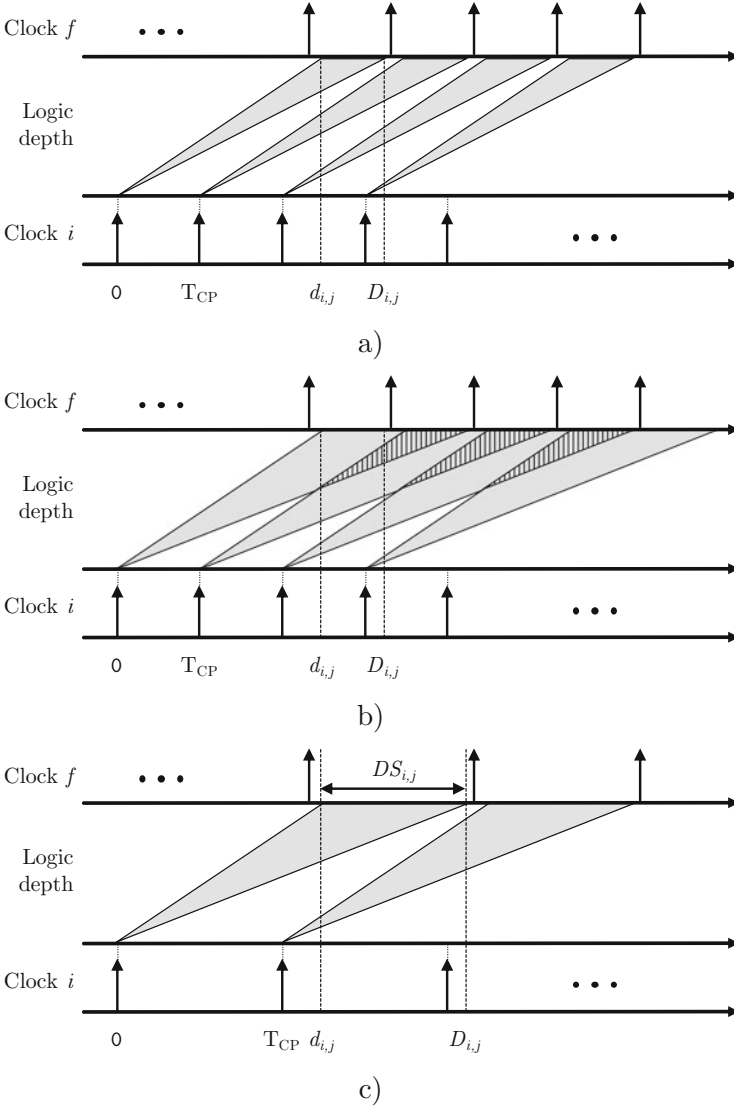 Clock f
Logic
depth
Clock i
0 T_CP d_{i,j} D_{i,j}
a)
Clock f
Logic
depth
Clock i
0 T_CP d_{i,j} D_{i,j}
b)
Clock f
DS_{i,j}
Logic
depth
Clock i
0 T_CP d_{i,j} D_{i,j}
c)